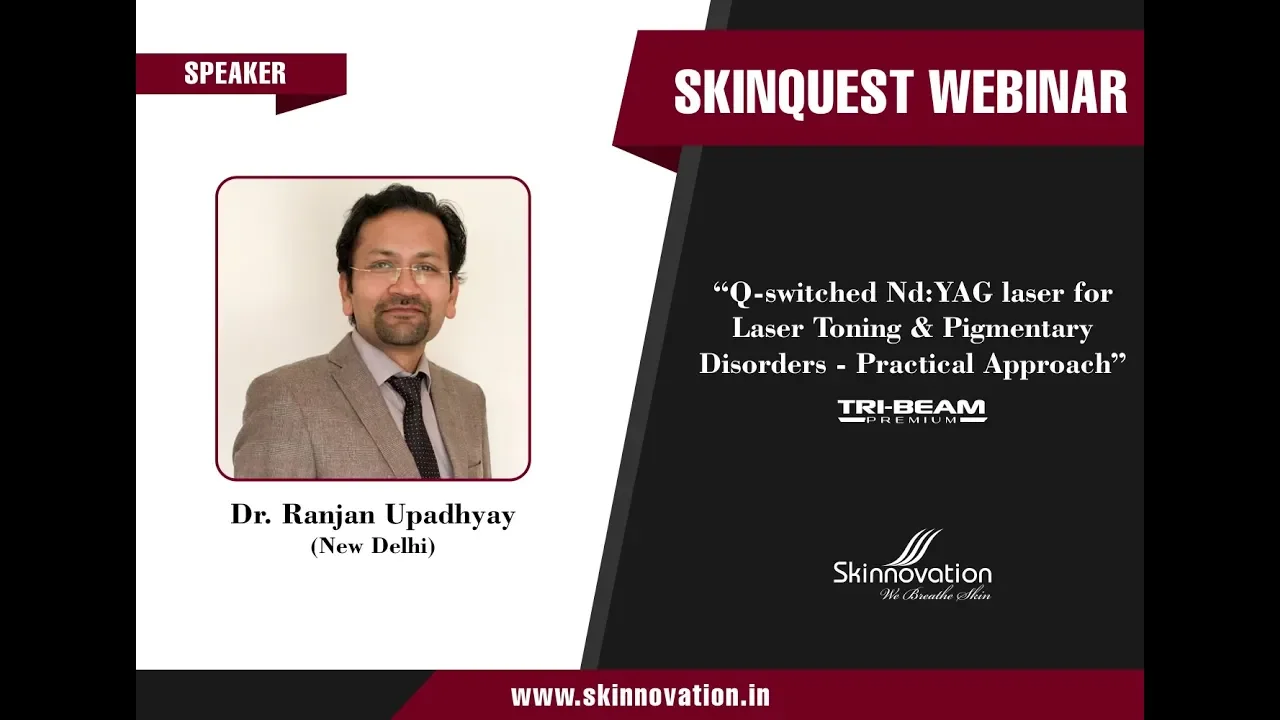 SPEAKER
SKINQUEST WEBINAR
Dr. Ranjan Upadhyay
(New Delhi)
“Q-switched Nd:YAG laser for
Laser Toning & Pigmentary
Disorders - Practical Approach”
TRI-BEAM
PREMIUM
Skinnovation
We Breathe Skin
www.skinnovation.in